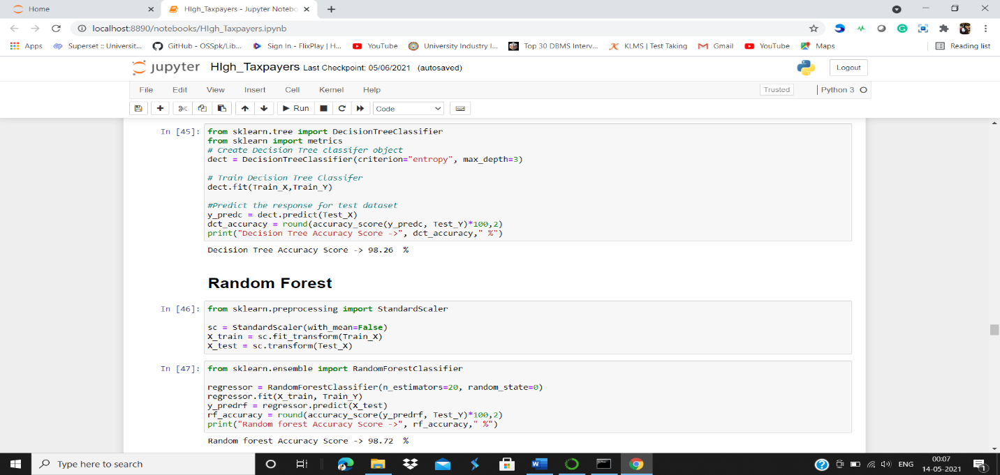 Home
HIgh_Taxpayers - Jupyter Notebo
localhost:8890/notebooks/HIgh_Taxpayers.ipynb
Apps
Superset :: Universit...
GitHub - OSSpk/Lib...
Sign In - FlixPlay | H...
YouTube
University Industry I...
Top 30 DBMS Interv...
KLMS | Test Taking
Gmail
YouTube
Maps
Reading list
jupyter HIgh_Taxpayers Last Checkpoint: 05/06/2021 (autosaved)
Logout
File Edit View Insert Cell Kernel Help
Trusted
Python 3
Run
Code
In [45]:
from sklearn.tree import DecisionTreeClassifier
from sklearn import metrics
# Create Decision Tree classifer object
dect = DecisionTreeClassifier(criterion="entropy", max_depth=3)
# Train Decision Tree Classifer
dect.fit(Train_X,Train_Y)
#Predict the response for test dataset
y_predc = dect.predict(Test_X)
dct_accuracy = round(accuracy_score(y_predc, Test_Y)*100,2)
print("Decision Tree Accuracy Score ->", dct_accuracy," %")
Decision Tree Accuracy Score -> 98.26  %
Random Forest
In [46]:
from sklearn.preprocessing import StandardScaler
sc = StandardScaler(with_mean=False)
X_train = sc.fit_transform(Train_X)
X_test = sc.transform(Test_X)
In [47]:
from sklearn.ensemble import RandomForestClassifier
regressor = RandomForestClassifier(n_estimators=20, random_state=0)
regressor.fit(X_train, Train_Y)
y_predrf = regressor.predict(X_test)
rf_accuracy = round(accuracy_score(y_predrf, Test_Y)*100,2)
print("Random forest Accuracy Score ->", rf_accuracy," %")
Random forest Accuracy Score -> 98.72  %
Type here to search
ENG
00:07
14-05-2021
1